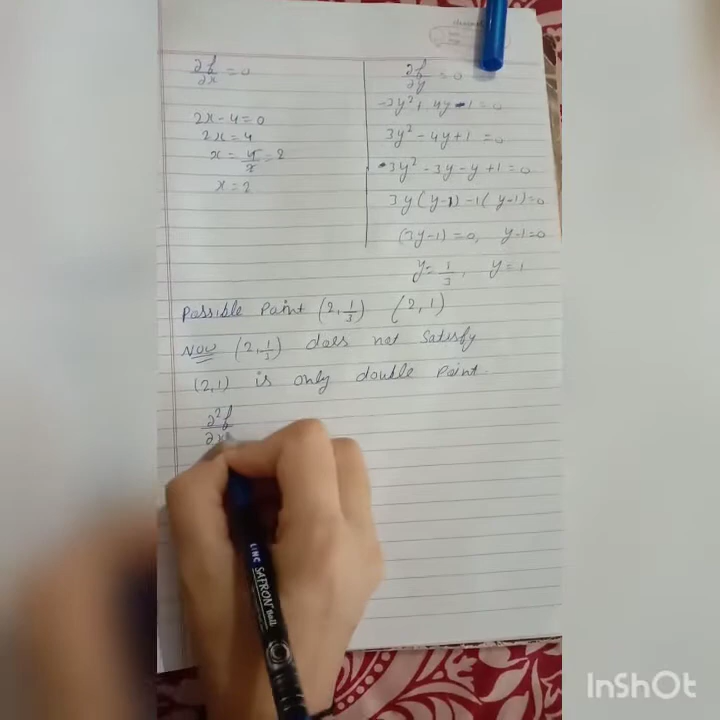 ∂f/∂x = 0
2x - 4 = 0
2x = 4
x = 4/2 = 2
x = 2
∂f/∂y = 0
-3y² + 4y - 1 = 0
3y² - 4y + 1 = 0
3y² - 3y - y + 1 = 0
3y(y-1) - 1(y-1) = 0
(3y-1) = 0, y-1 = 0
y = 1/3, y = 1
Possible Point (2, 1/3) (2, 1)
Now (2, 1/3) does not satisfy
(2,1) is only double point
∂²f/∂x
LINC SAFRON Ball
InShOt